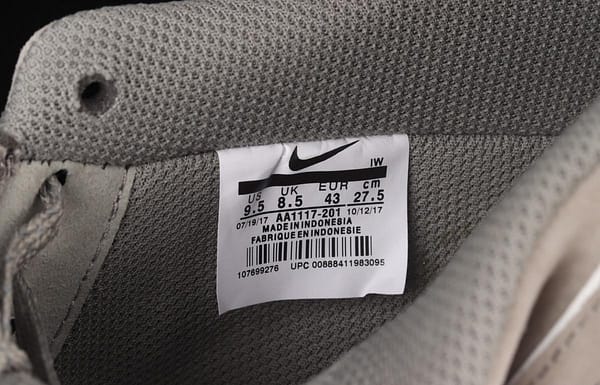 IW
US UK EUR cm
9.5 8.5 43 27.5
07/19/17 AA1117-201 10/12/17
MADE IN INDONESIA
FABRIQUE EN INDONESIE
107699276 UPC 00888411983095